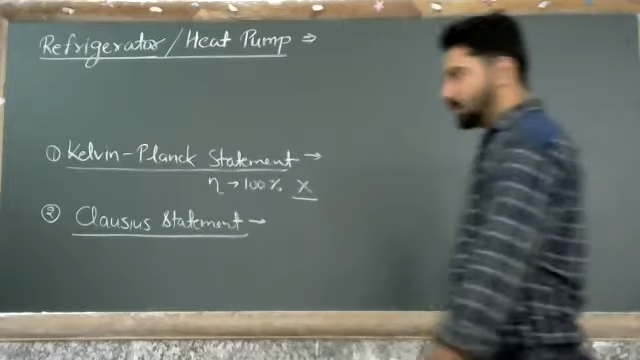 Refrigerator/Heat Pump ⇒
① Kelvin-Planck Statement →
η → 100% X
② Clausius Statement →